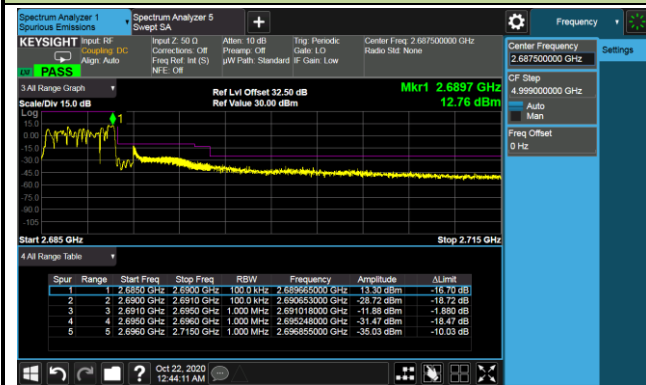 Spectrum Analyzer 1
Spurious Emissions
Spectrum Analyzer 5
Swept SA
Frequency
KEYSIGHT
Input: RF
Coupling: DC
Align: Auto
Input Z: 50 Ω
Corrections: Off
Freq Ref: Int (S)
NFE: Off
Atten: 10 dB
Preamp: Off
µW Path: Standard
Trig: Periodic
Gate: LO
IF Gain: Low
Center Freq: 2.687500000 GHz
Radio Std: None
LXI PASS
3 All Range Graph
Scale/Div 15.0 dB
Ref Lvl Offset 32.50 dB
Ref Value 30.00 dBm
Mkr1 2.6897 GHz
12.76 dBm
Log
15.0
0.00
-15.0
-30.0
-45.0
-60.0
-75.0
-90.0
-105
1
Start 2.685 GHz
Stop 2.715 GHz
4 All Range Table
Spur Range Start Freq Stop Freq RBW Frequency Amplitude ΔLimit
1 1 2.6850 GHz 2.6900 GHz 100.0 kHz 2.689665000 GHz 13.30 dBm -16.70 dB
2 2 2.6900 GHz 2.6910 GHz 100.0 kHz 2.690653000 GHz -28.72 dBm -18.72 dB
3 3 2.6910 GHz 2.6950 GHz 1.000 MHz 2.691018000 GHz -11.88 dBm -1.880 dB
4 4 2.6950 GHz 2.6960 GHz 1.000 MHz 2.695248000 GHz -31.47 dBm -18.47 dB
5 5 2.6960 GHz 2.7150 GHz 1.000 MHz 2.696855000 GHz -35.03 dBm -10.03 dB
Center Frequency
2.687500000 GHz
Settings
CF Step
4.999000000 GHz
Auto
Man
Freq Offset
0 Hz
Oct 22, 2020
12:44:11 AM